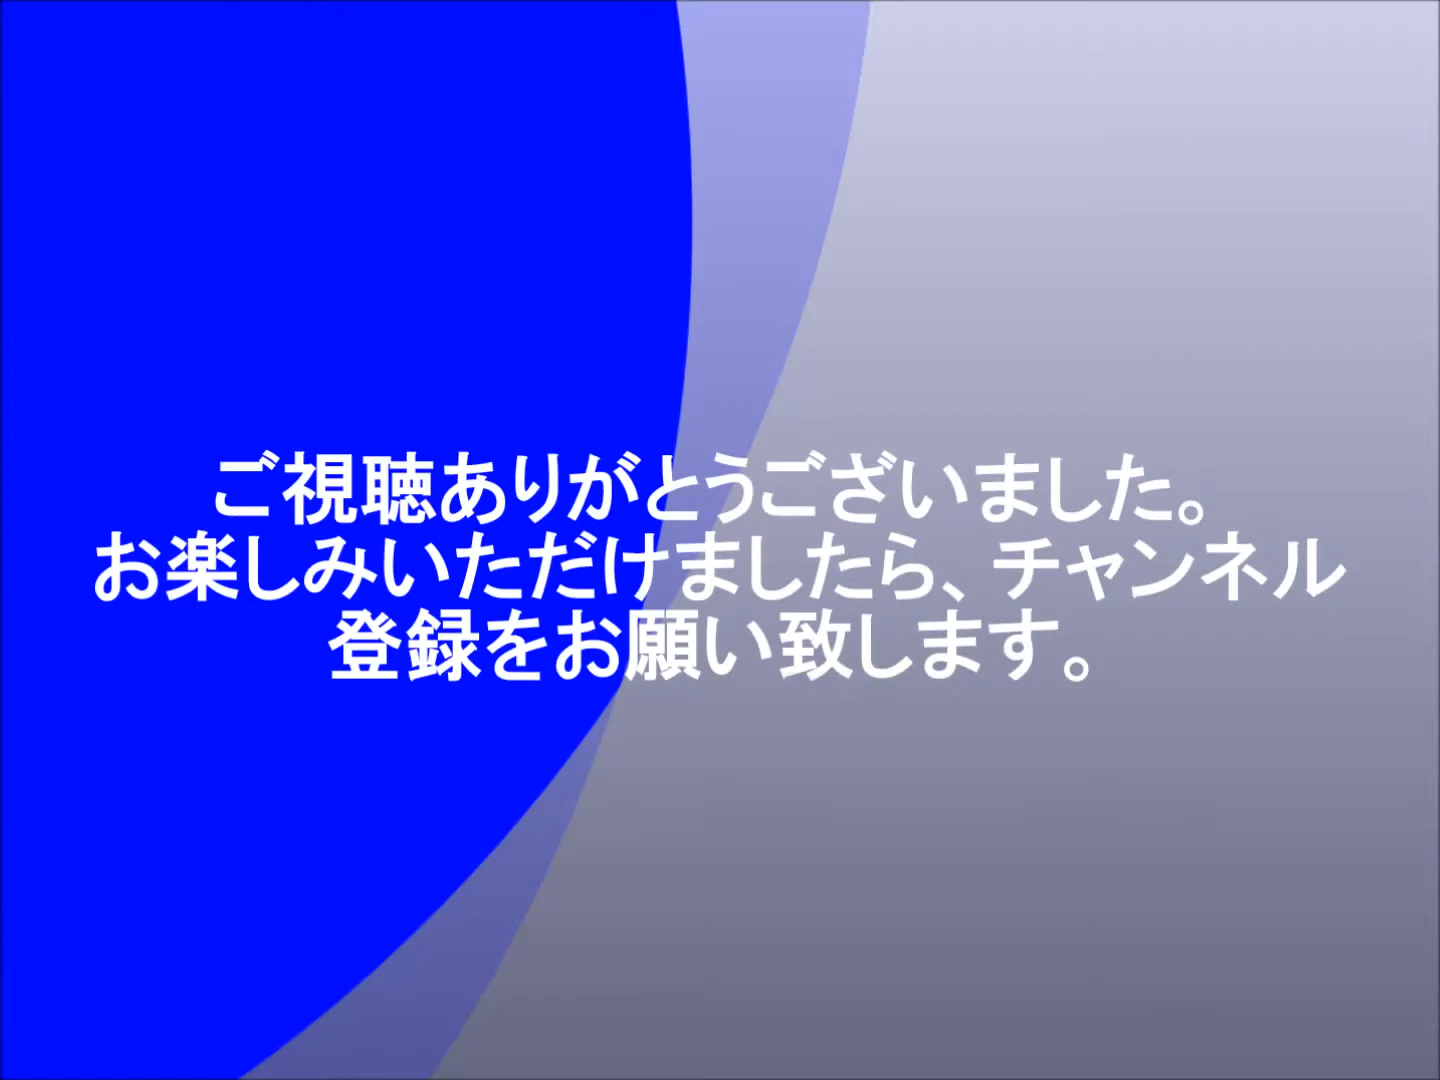 ご視聴ありがとうございました。
お楽しみいただけましたら、チャンネル
登録をお願い致します。